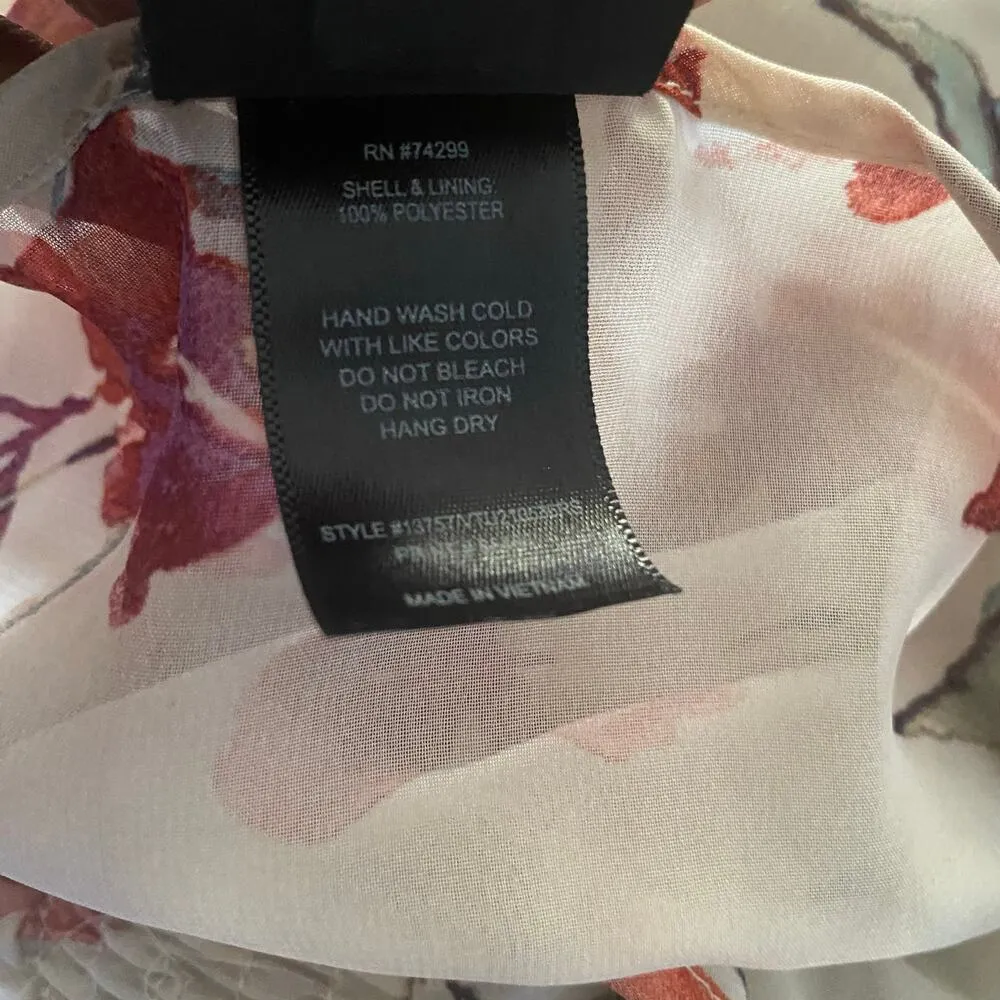 RN #74299
SHELL & LINING:
100% POLYESTER
HAND WASH COLD
WITH LIKE COLORS
DO NOT BLEACH
DO NOT IRON
HANG DRY
STYLE
MADE IN VIETNAM